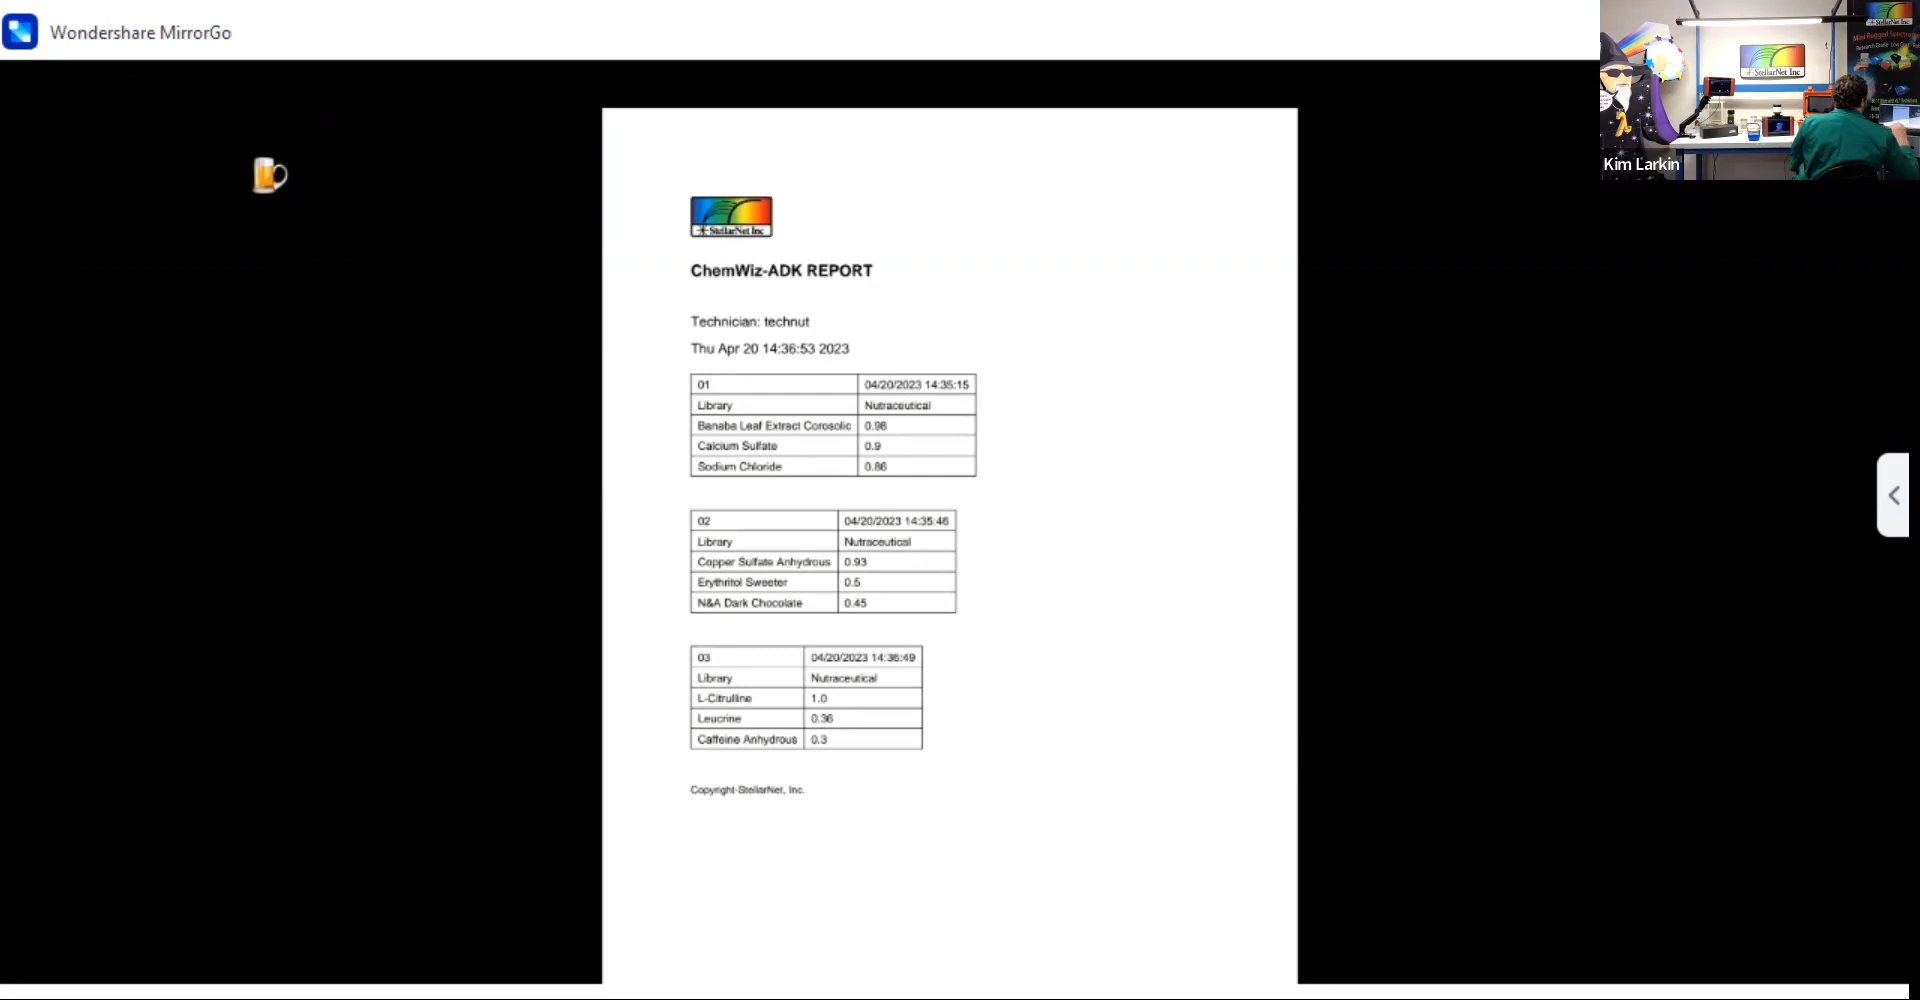 Wondershare MirrorGo
StellarNet Inc
Kim Larkin
StellarNet Inc
ChemWiz-ADK REPORT
Technician: technut
Thu Apr 20 14:36:53 2023
01 04/20/2023 14:35:15
Library Nutraceutical
Banaba Leaf Extract Corosolic 0.98
Calcium Sulfate 0.9
Sodium Chloride 0.86
02 04/20/2023 14:35:46
Library Nutraceutical
Copper Sulfate Anhydrous 0.93
Erythritol Sweeter 0.5
N&A Dark Chocolate 0.45
03 04/20/2023 14:36:49
Library Nutraceutical
L-Citrulline 1.0
Leucrine 0.36
Caffeine Anhydrous 0.3
Copyright-StellarNet, Inc.